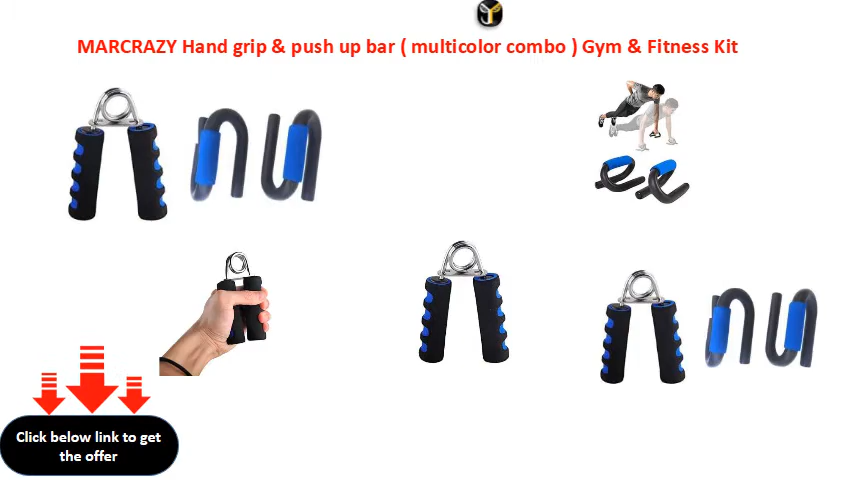 MARCRAZY Hand grip & push up bar ( multicolor combo ) Gym & Fitness Kit
Click below link to get
the offer